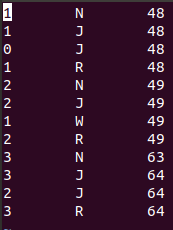 1 N 48
1 J 48
0 J 48
1 R 48
2 N 49
2 J 49
1 W 49
2 R 49
3 N 63
3 J 64
2 J 64
3 R 64